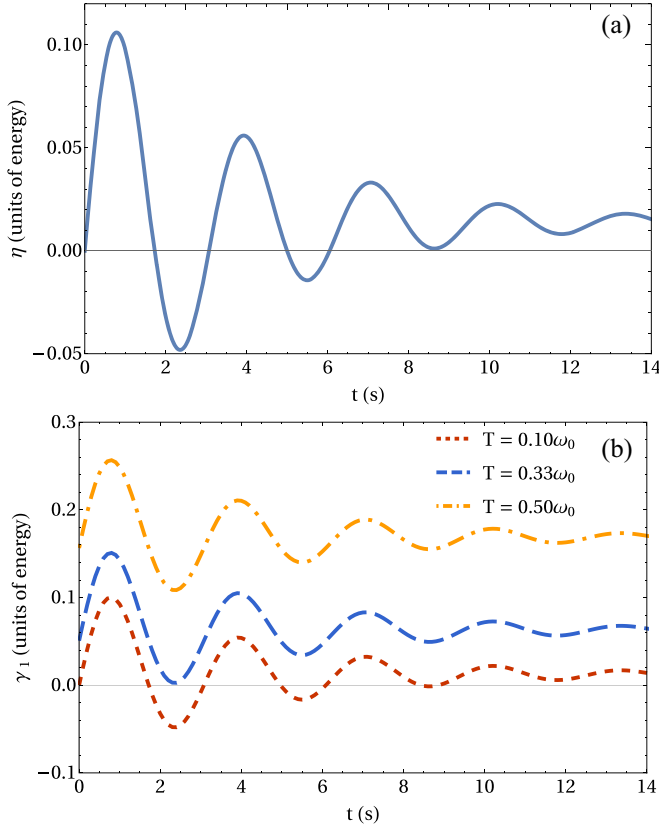 (a)
0.10
0.05
0.00
−0.05
η (units of energy)
0 2 4 6 8 10 12 14
t (s)
(b)
T = 0.10ω₀
T = 0.33ω₀
T = 0.50ω₀
0.3
0.2
0.1
0.0
−0.1
γ₁ (units of energy)
0 2 4 6 8 10 12 14
t (s)